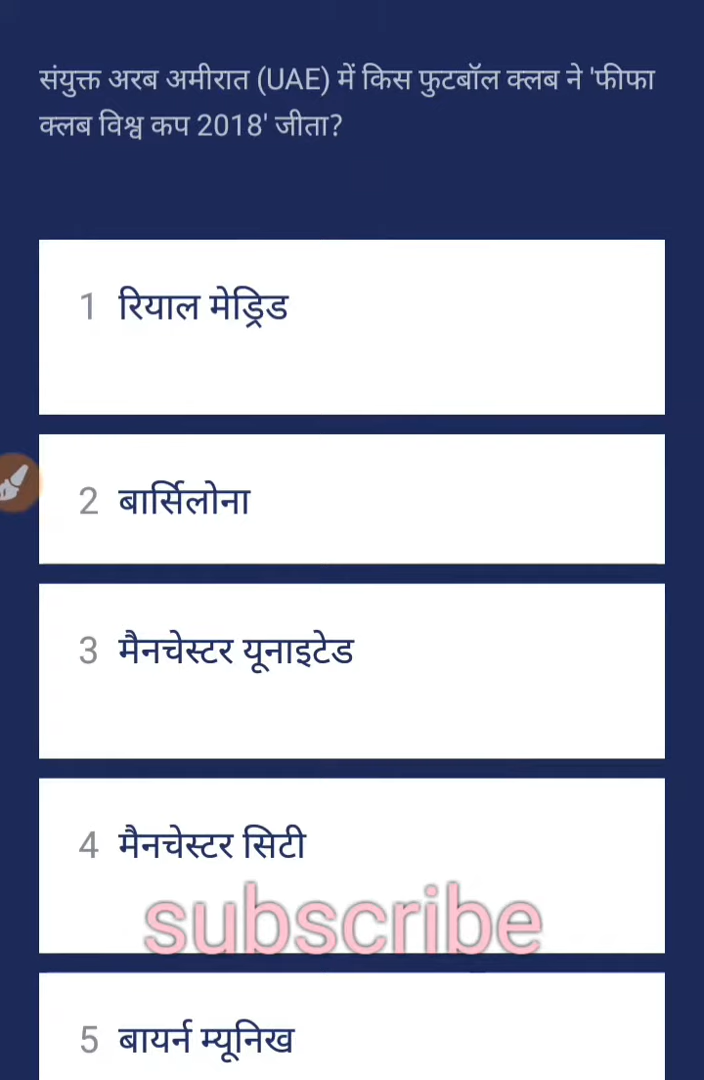 संयुक्त अरब अमीरात (UAE) में किस फुटबॉल क्लब ने 'फीफा
क्लब विश्व कप 2018' जीता?
1 रियाल मेड्रिड
2 बार्सिलोना
3 मैनचेस्टर यूनाइटेड
4 मैनचेस्टर सिटी
subscribe
5 बायर्न म्यूनिख